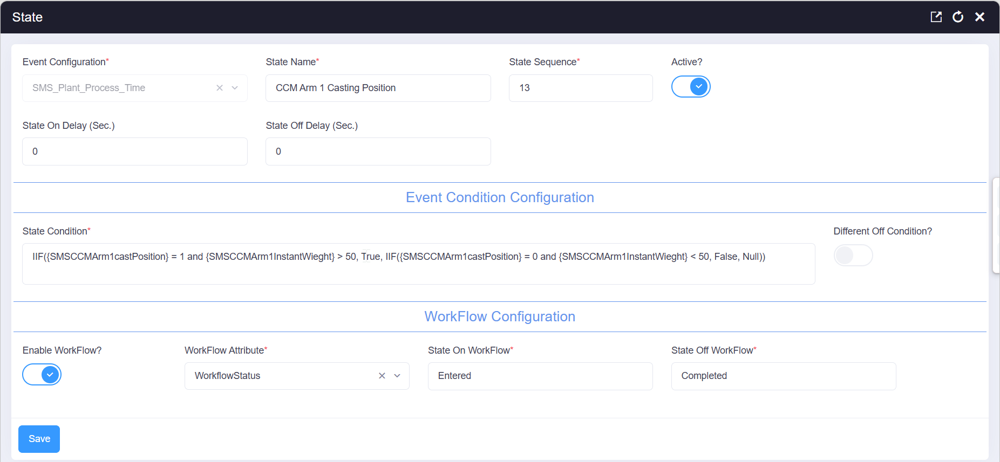 State
Event Configuration*
State Name*
State Sequence*
Active?
SMS_Plant_Process_Time
CCM Arm 1 Casting Position
13
State On Delay (Sec.)
State Off Delay (Sec.)
0
0
Event Condition Configuration
State Condition*
Different Off Condition?
IIF({SMSCCMArm1castPosition} = 1 and {SMSCCMArm1InstantWieght} > 50, True, IIF({SMSCCMArm1castPosition} = 0 and {SMSCCMArm1InstantWieght} < 50, False, Null))
WorkFlow Configuration
Enable WorkFlow?
WorkFlow Attribute*
State On WorkFlow*
State Off WorkFlow*
WorkflowStatus
Entered
Completed
Save